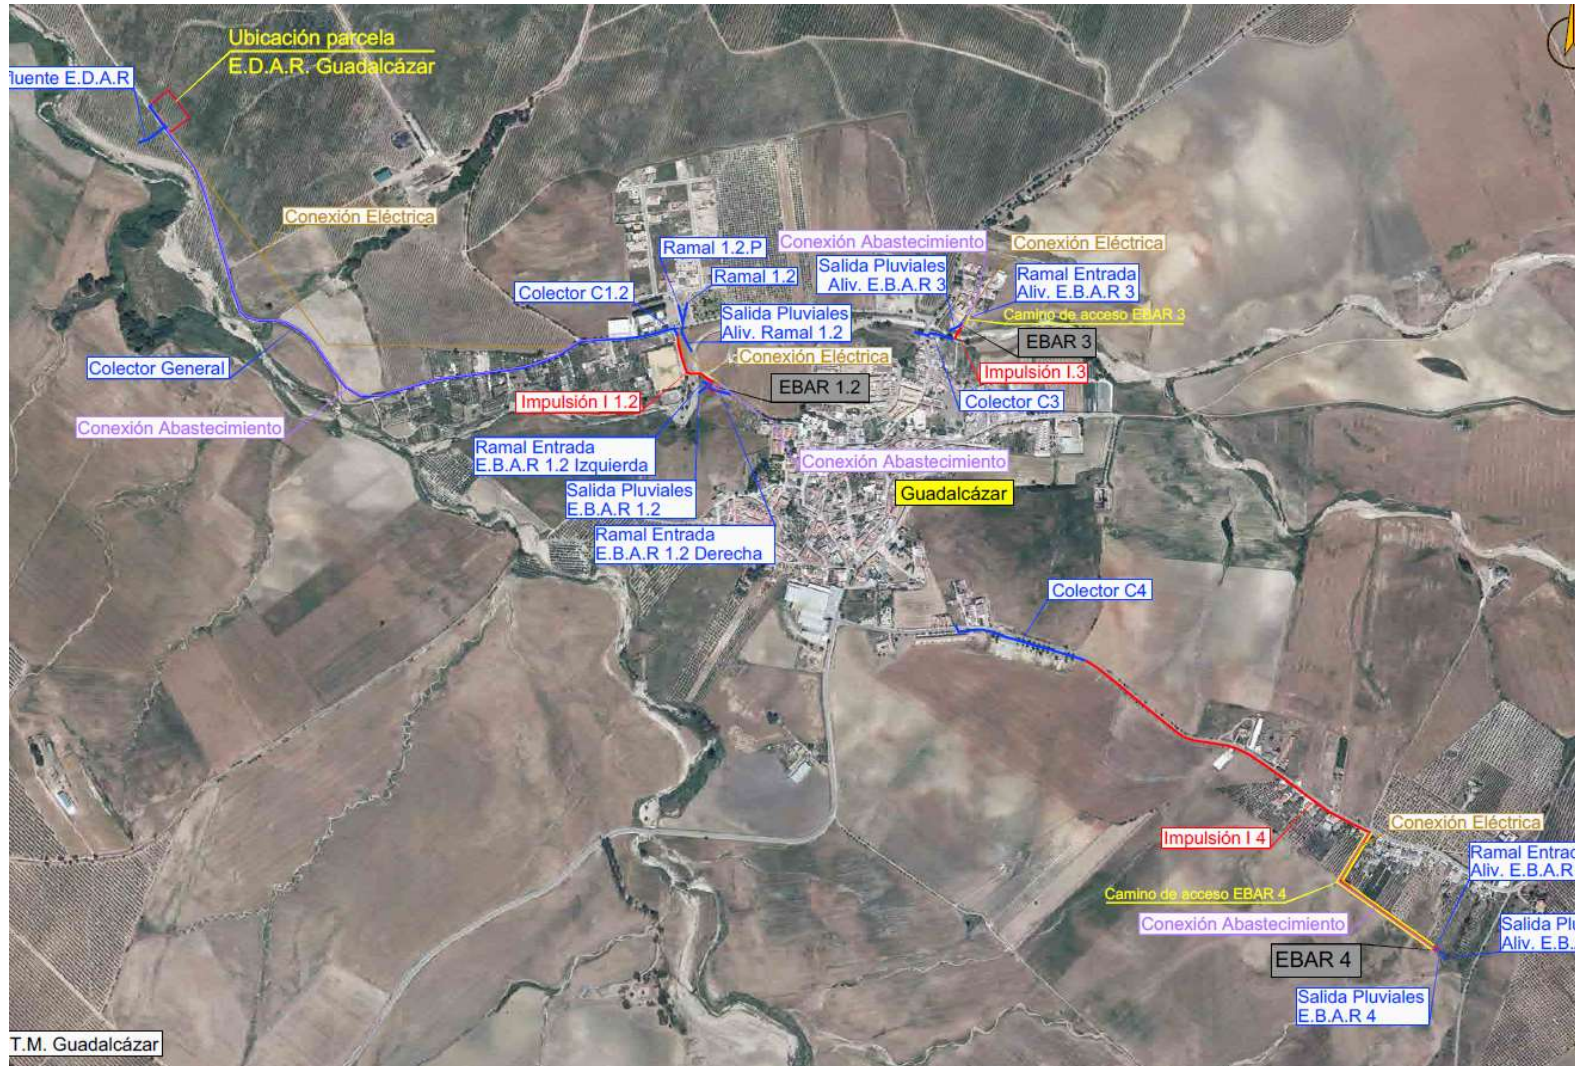 Ubicación parcela
E.D.A.R. Guadalcázar
fluente E.D.A.R
Conexión Eléctrica
Ramal 1.2.P
Conexión Abastecimiento
Conexión Eléctrica
Ramal 1.2
Salida Pluviales
Aliv. E.B.A.R 3
Ramal Entrada
Aliv. E.B.A.R 3
Colector C1.2
Salida Pluviales
Aliv. Ramal 1.2
Camino de acceso EBAR 3
EBAR 3
Conexión Eléctrica
Colector General
Impulsión I.3
EBAR 1.2
Impulsión I 1.2
Colector C3
Conexión Abastecimiento
Ramal Entrada
E.B.A.R 1.2 Izquierda
Conexión Abastecimiento
Salida Pluviales
E.B.A.R 1.2
Guadalcázar
Ramal Entrada
E.B.A.R 1.2 Derecha
Colector C4
Conexión Eléctrica
Impulsión I 4
Ramal Entrad
Aliv. E.B.A.R
Camino de acceso EBAR 4
Conexión Abastecimiento
Salida Plu
Aliv. E.B.
EBAR 4
Salida Pluviales
E.B.A.R 4
T.M. Guadalcázar